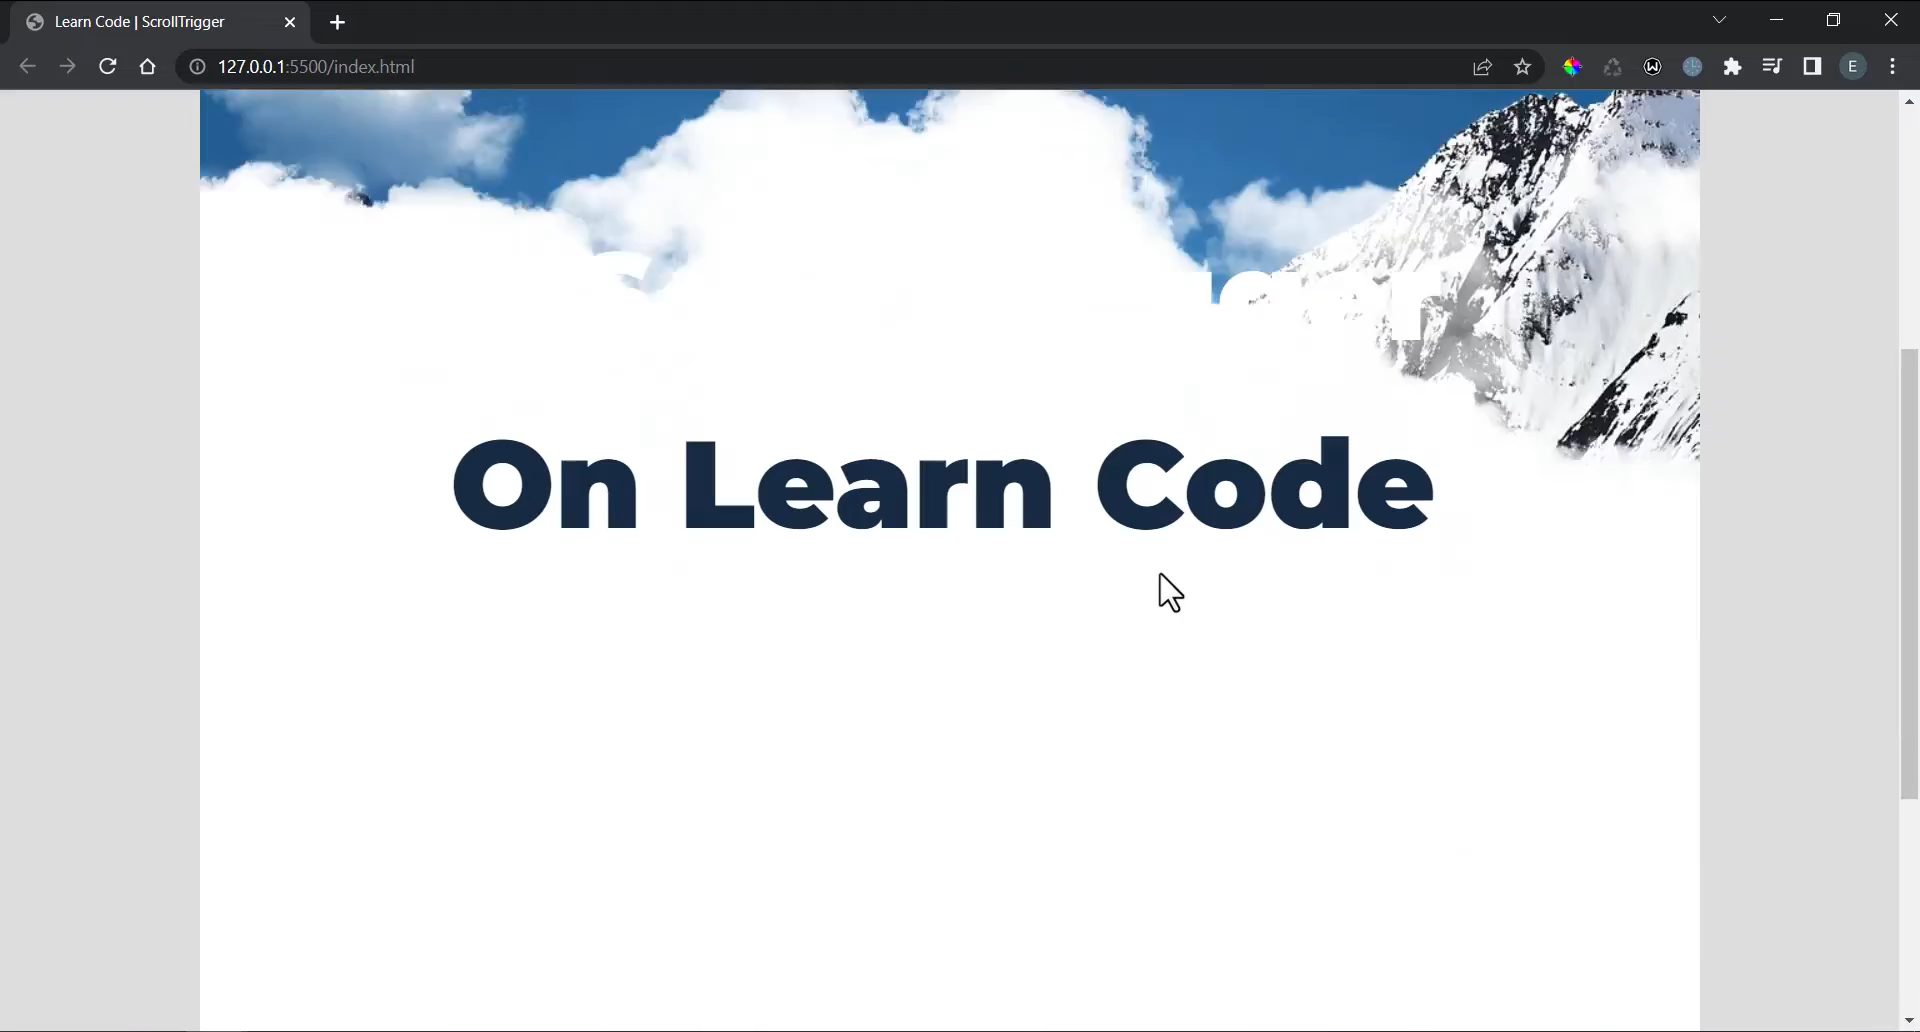 Learn Code | ScrollTrigger
127.0.0.1:5500/index.html
E
On Learn Code